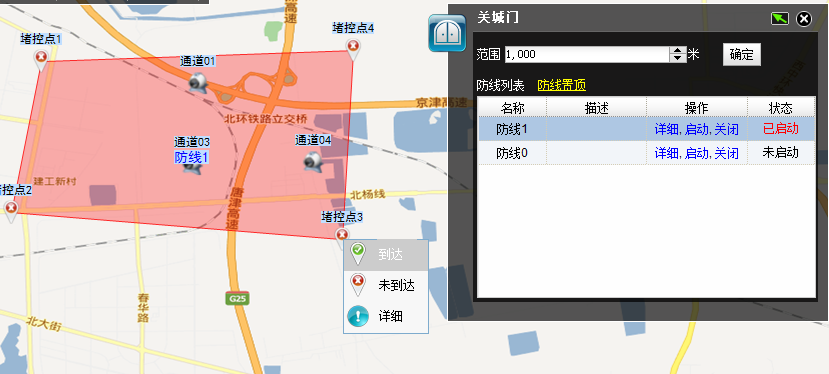 堵控点1
堵控点4
通道01
京津高速
北环铁路立交桥
通道03
防线1
通道04
建工新村
堵控点2
北杨线
唐津高速
堵控点3
到达
未到达
详细
G25
春华路
北大街
高速
关城门
范围 1,000 米 确定
防线列表 防线置顶
名称 描述 操作 状态
防线1 详细,启动,关闭 已启动
防线0 详细,启动,关闭 未启动